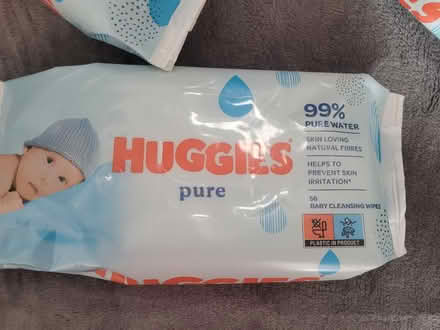 99%
PURE WATER
SKIN LOVING
NATURAL FIBRES
HELPS TO
PREVENT SKIN
IRRITATION*
HUGGIES
pure
56
BABY CLEANSING WIPES
PLASTIC IN PRODUCT
HUGGIES